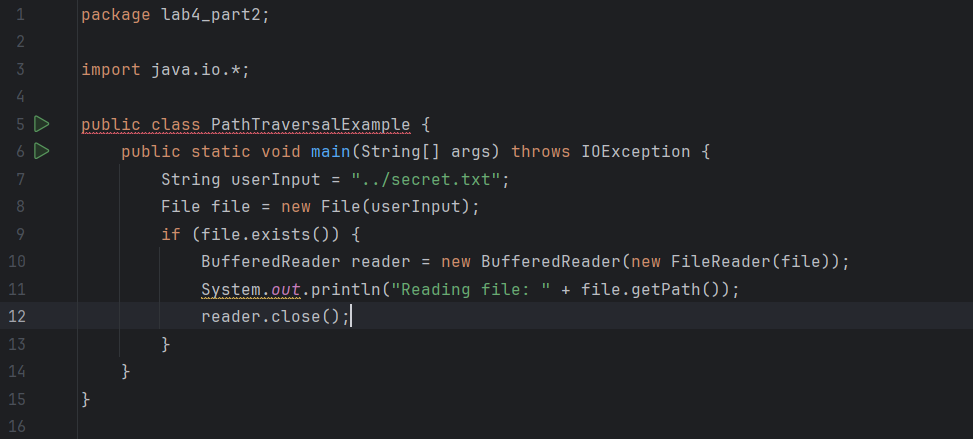 1 package lab4_part2;
2
3 import java.io.*;
4
5 public class PathTraversalExample {
6     public static void main(String[] args) throws IOException {
7         String userInput = "../secret.txt";
8         File file = new File(userInput);
9         if (file.exists()) {
10             BufferedReader reader = new BufferedReader(new FileReader(file));
11             System.out.println("Reading file: " + file.getPath());
12             reader.close();
13         }
14     }
15 }
16